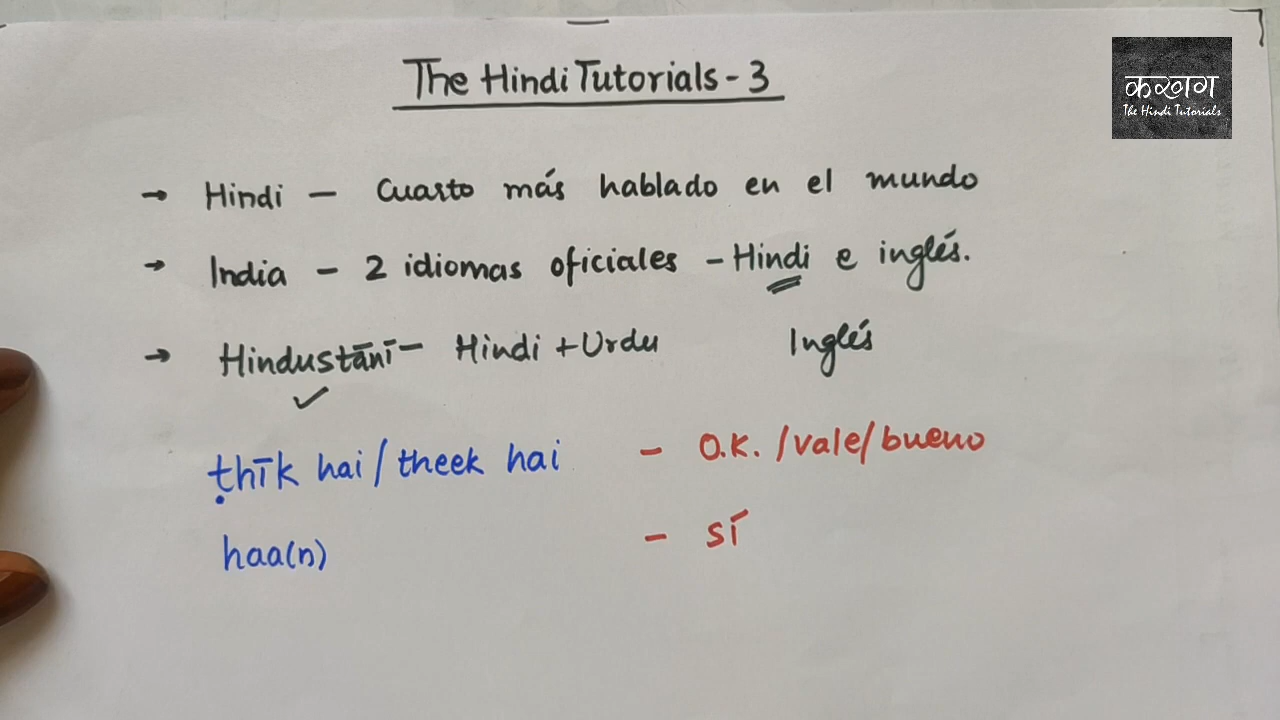 The Hindi Tutorials - 3
करवग
The Hindi Tutorials
→ Hindi - Cuarto más hablado en el mundo
→ India - 2 idiomas oficiales - Hindi e inglés.
→ Hindustānī - Hindi + Urdu Inglés
ṭhīk hai / theek hai - O.K. / vale / bueno
haa(n) - sí